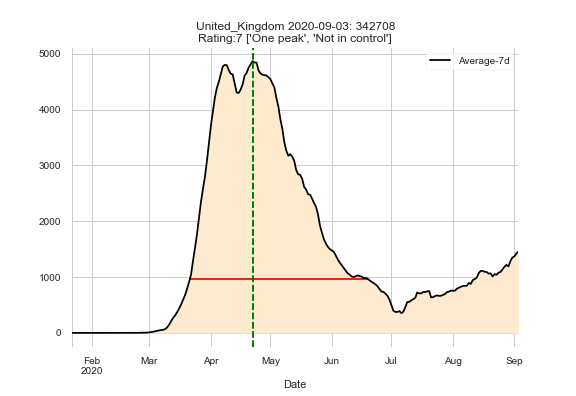 United_Kingdom 2020-09-03: 342708
Rating:7 ['One peak', 'Not in control']
Average-7d
5000
4000
3000
2000
1000
0
Feb Mar Apr May Jun Jul Aug Sep
2020
Date